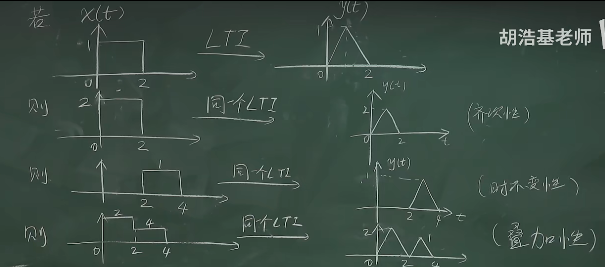 若 x(t) LTI y(t) 胡浩基老师
1 0 2 1 0 2
则 2 0 2 同一个LTI y(t) 2 0 2 t (齐次性)
则 1 2 4 同一个LTI y(t) 1 2 4 t (时不变性)
则 2 4 0 2 4 同一个LTI 2 0 2 4 (叠加性)